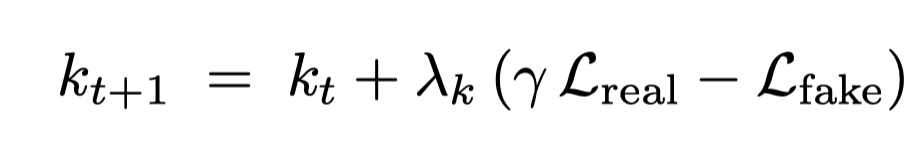 k_{t+1} = k_t + λ_k (γ ℒ_real − ℒ_fake)